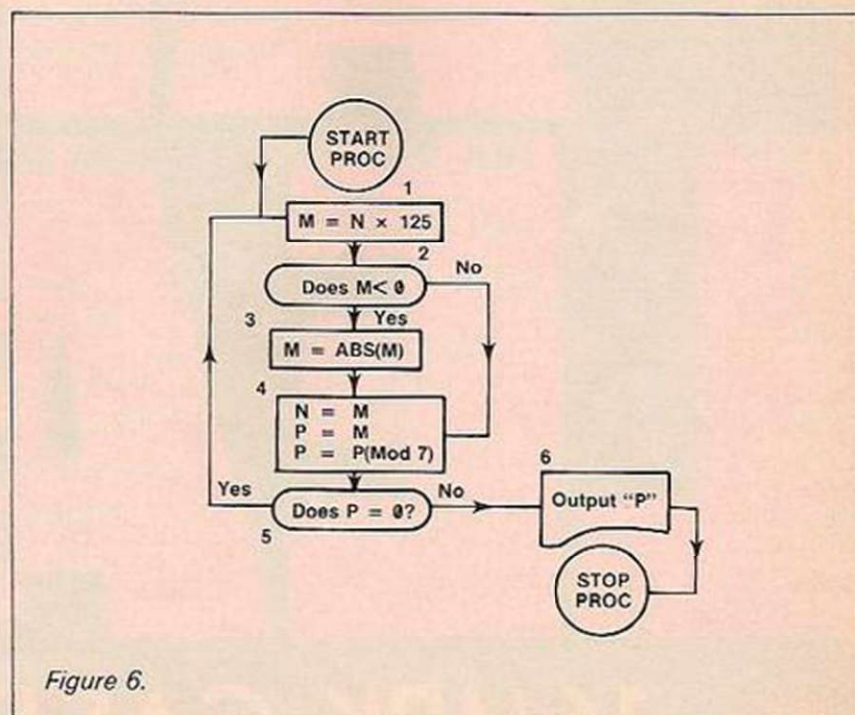 START
PROC
1
M = N × 125
2
Does M< 0
No
Yes
3
M = ABS(M)
4
N = M
P = M
P = P(Mod 7)
Yes
Does P = 0?
No
5
6
Output "P"
STOP
PROC
Figure 6.